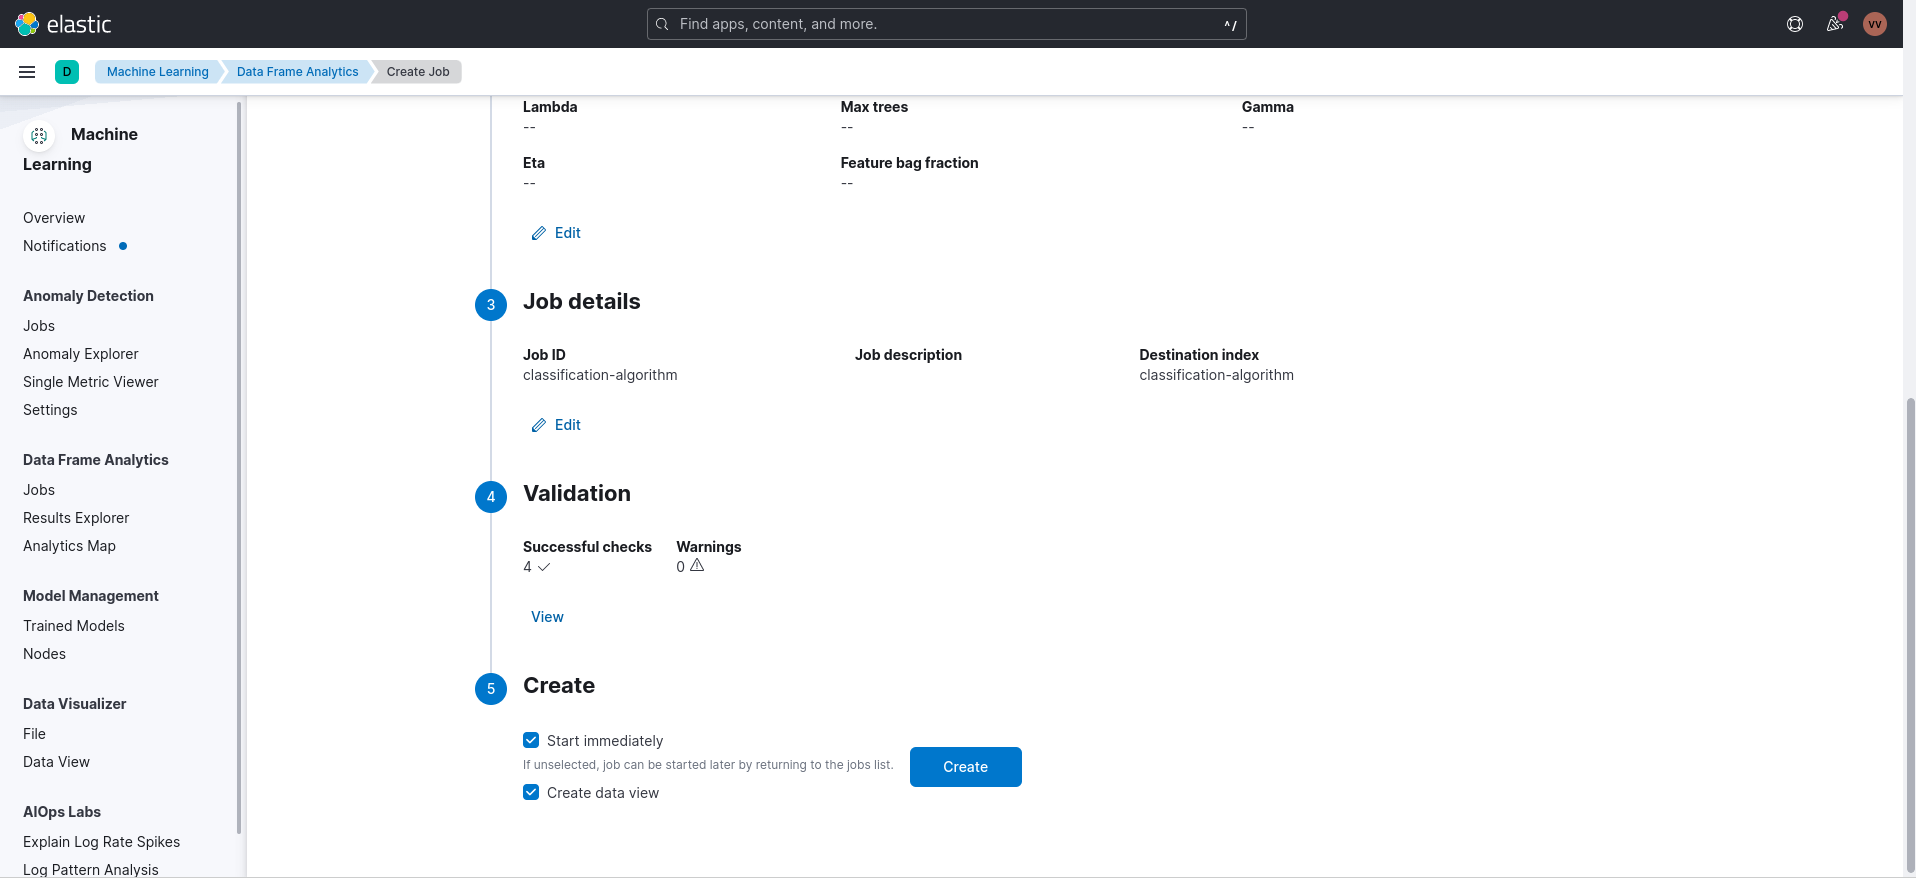 elastic
Find apps, content, and more.
^/
VV
D
Machine Learning
Data Frame Analytics
Create Job
Machine
Learning
Overview
Notifications
Anomaly Detection
Jobs
Anomaly Explorer
Single Metric Viewer
Settings
Data Frame Analytics
Jobs
Results Explorer
Analytics Map
Model Management
Trained Models
Nodes
Data Visualizer
File
Data View
AIOps Labs
Explain Log Rate Spikes
Log Pattern Analysis
Lambda
--
Max trees
--
Gamma
--
Eta
--
Feature bag fraction
--
Edit
3
Job details
Job ID
classification-algorithm
Job description
Destination index
classification-algorithm
Edit
4
Validation
Successful checks
4
Warnings
0
View
5
Create
Start immediately
If unselected, job can be started later by returning to the jobs list.
Create data view
Create